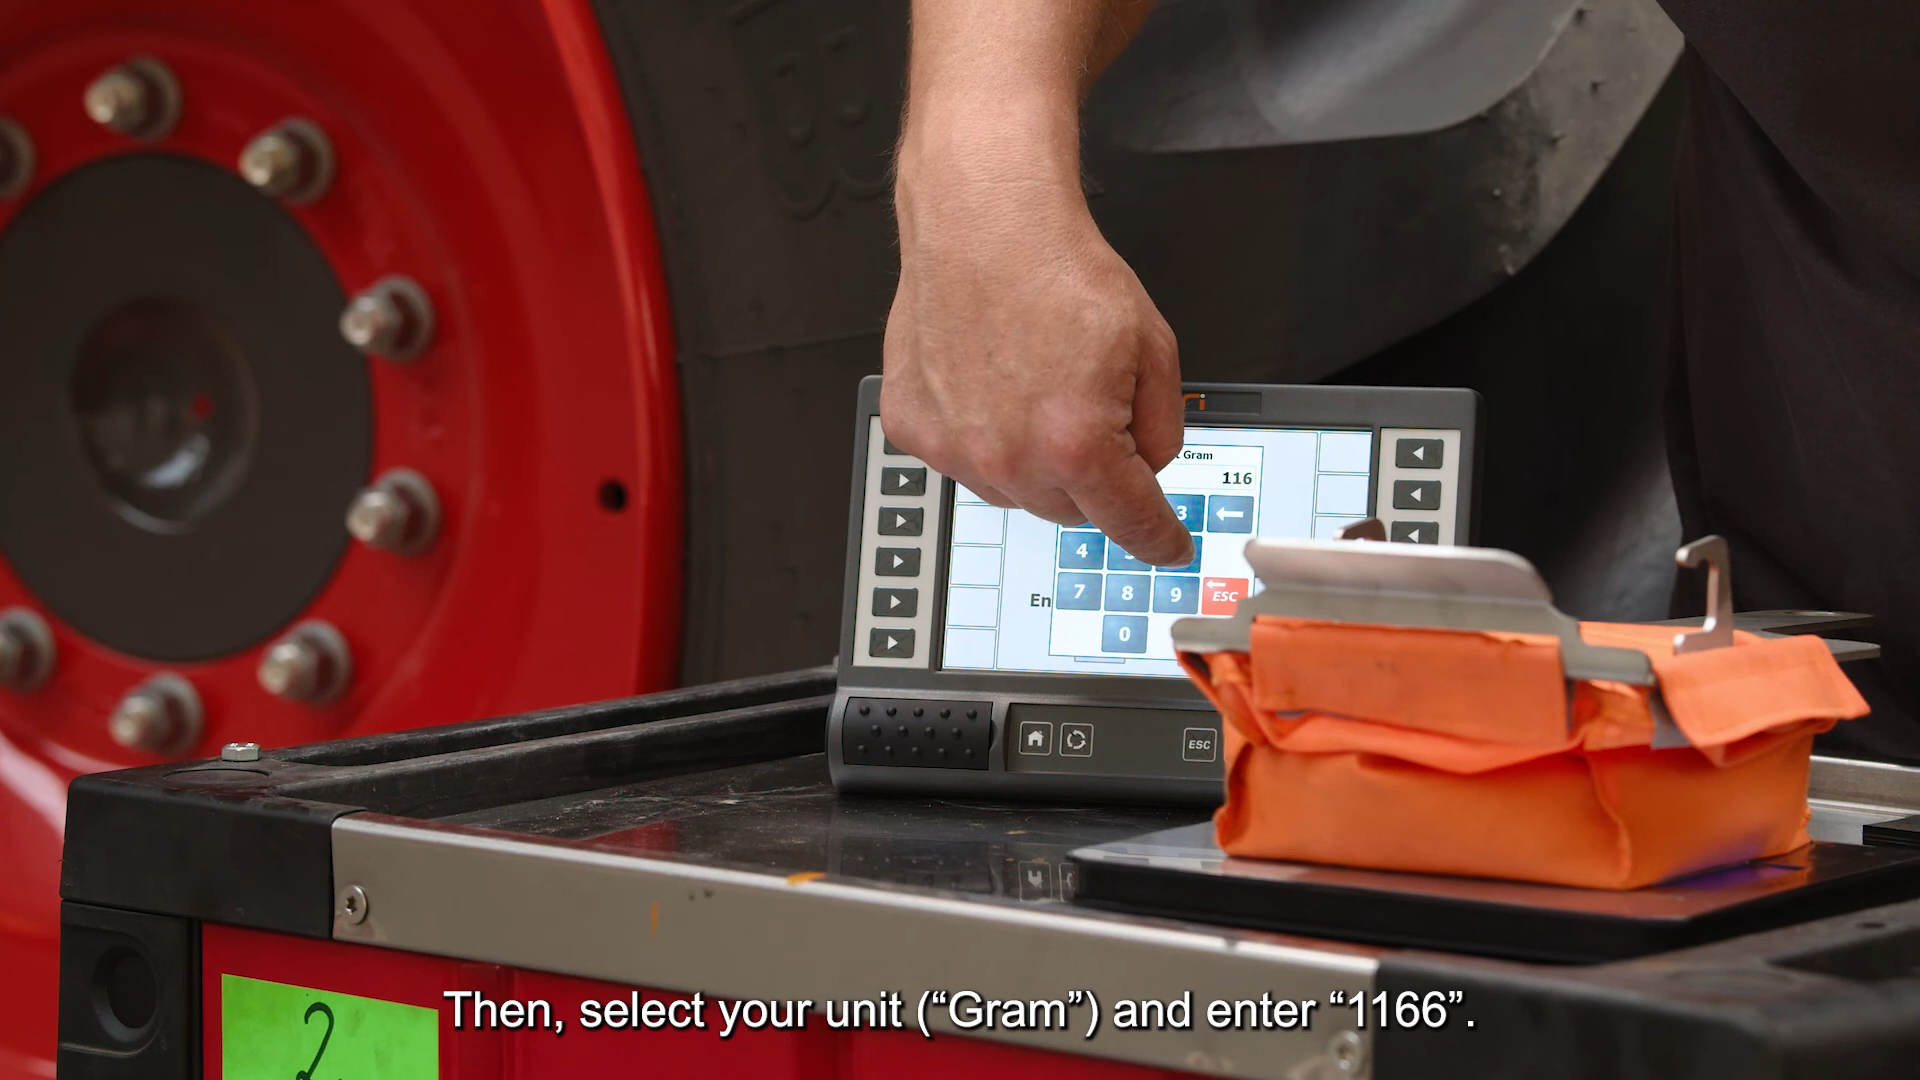 t Gram
116
3
4
7 8 9 ESC
En
0
ESC
2
Then, select your unit (“Gram”) and enter “1166”.